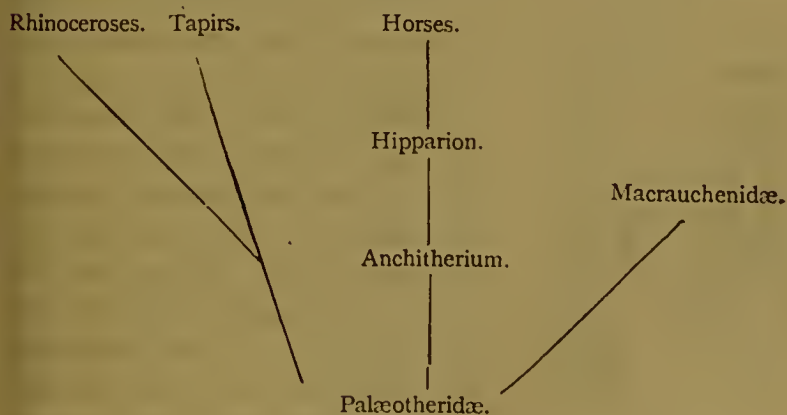 Rhinoceroses. Tapirs. Horses.
Hipparion.
Macrauchenidæ.
Anchitherium.
Palæotheridæ.